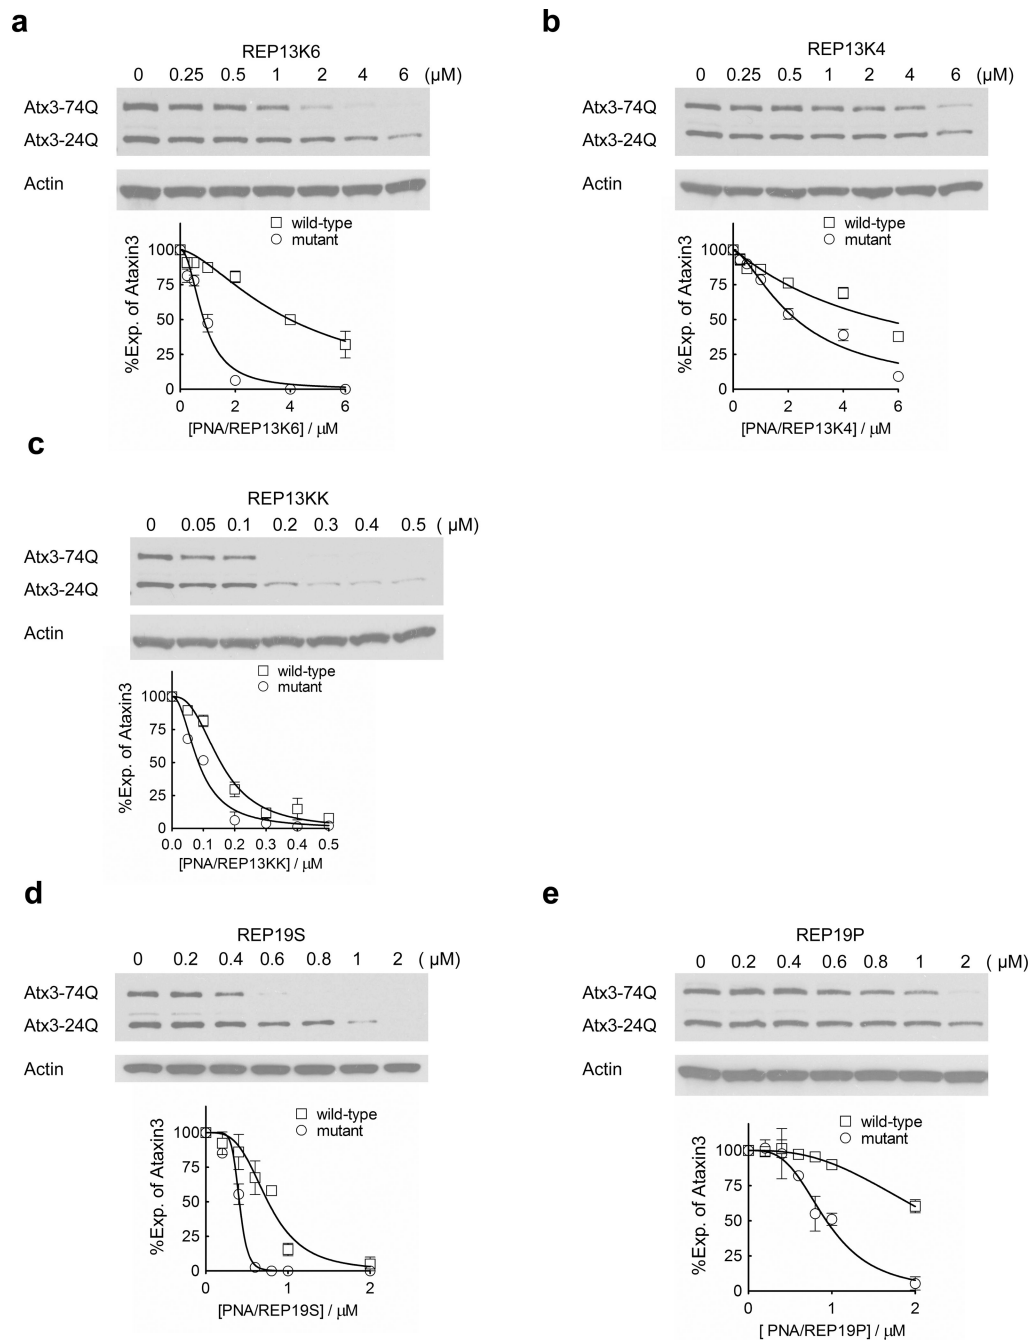 a
REP13K6
0 0.25 0.5 1 2 4 6 (µM)
Atx3-74Q
Atx3-24Q
Actin
wild-type
mutant
%Exp. of Ataxin3
100
75
50
25
0
0 2 4 6
[PNA/REP13K6] / µM
b
REP13K4
0 0.25 0.5 1 2 4 6 (µM)
Atx3-74Q
Atx3-24Q
Actin
wild-type
mutant
%Exp. of Ataxin3
100
75
50
25
0
0 2 4 6
[PNA/REP13K4] / µM
c
REP13KK
0 0.05 0.1 0.2 0.3 0.4 0.5 ( µM)
Atx3-74Q
Atx3-24Q
Actin
wild-type
mutant
%Exp. of Ataxin3
100
75
50
25
0
0.0 0.1 0.2 0.3 0.4 0.5
[PNA/REP13KK] / µM
d
REP19S
0 0.2 0.4 0.6 0.8 1 2 ( µM)
Atx3-74Q
Atx3-24Q
Actin
wild-type
mutant
%Exp. of Ataxin3
100
75
50
25
0
0 1 2
[PNA/REP19S] / µM
e
REP19P
0 0.2 0.4 0.6 0.8 1 2 ( µM)
Atx3-74Q
Atx3-24Q
Actin
wild-type
mutant
%Exp. of Ataxin3
100
75
50
25
0
0 1 2
[ PNA/REP19P] / µM